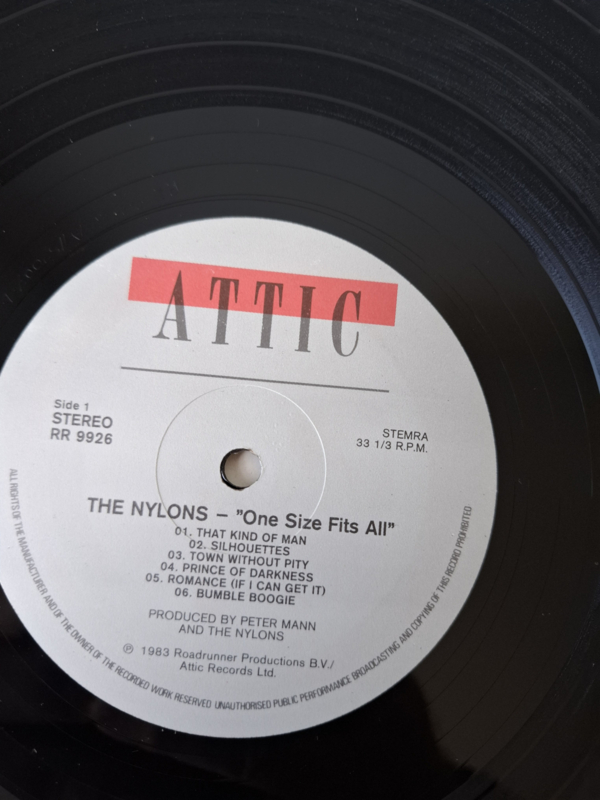 ATTIC
Side 1
STEREO
RR 9926
STEMRA
33 1/3 R.P.M.
THE NYLONS – "One Size Fits All"
01. THAT KIND OF MAN
02. SILHOUETTES
03. TOWN WITHOUT PITY
04. PRINCE OF DARKNESS
05. ROMANCE (IF I CAN GET IT)
06. BUMBLE BOOGIE
PRODUCED BY PETER MANN
AND THE NYLONS
℗ 1983 Roadrunner Productions B.V./
Attic Records Ltd.
ALL RIGHTS OF THE MANUFACTURER AND OF THE OWNER OF THE RECORDED WORK RESERVED UNAUTHORISED PUBLIC PERFORMANCE BROADCASTING AND COPYING OF THIS RECORD PROHIBITED